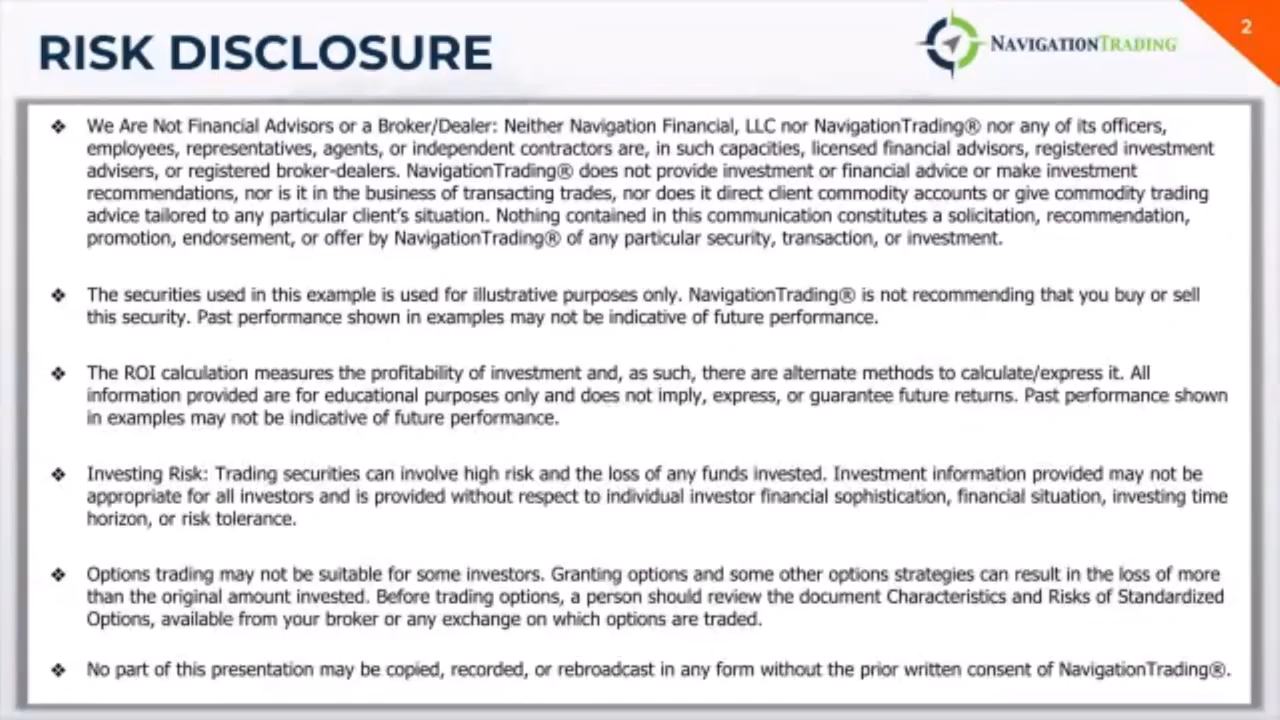 RISK DISCLOSURE
NAVIGATIONTRADING
2
❖ We Are Not Financial Advisors or a Broker/Dealer: Neither Navigation Financial, LLC nor NavigationTrading® nor any of its officers,
employees, representatives, agents, or independent contractors are, in such capacities, licensed financial advisors, registered investment
advisers, or registered broker-dealers. NavigationTrading® does not provide investment or financial advice or make investment
recommendations, nor is it in the business of transacting trades, nor does it direct client commodity accounts or give commodity trading
advice tailored to any particular client's situation. Nothing contained in this communication constitutes a solicitation, recommendation,
promotion, endorsement, or offer by NavigationTrading® of any particular security, transaction, or investment.
❖ The securities used in this example is used for illustrative purposes only. NavigationTrading® is not recommending that you buy or sell
this security. Past performance shown in examples may not be indicative of future performance.
❖ The ROI calculation measures the profitability of investment and, as such, there are alternate methods to calculate/express it. All
information provided are for educational purposes only and does not imply, express, or guarantee future returns. Past performance shown
in examples may not be indicative of future performance.
❖ Investing Risk: Trading securities can involve high risk and the loss of any funds invested. Investment information provided may not be
appropriate for all investors and is provided without respect to individual investor financial sophistication, financial situation, investing time
horizon, or risk tolerance.
❖ Options trading may not be suitable for some investors. Granting options and some other options strategies can result in the loss of more
than the original amount invested. Before trading options, a person should review the document Characteristics and Risks of Standardized
Options, available from your broker or any exchange on which options are traded.
❖ No part of this presentation may be copied, recorded, or rebroadcast in any form without the prior written consent of NavigationTrading®.